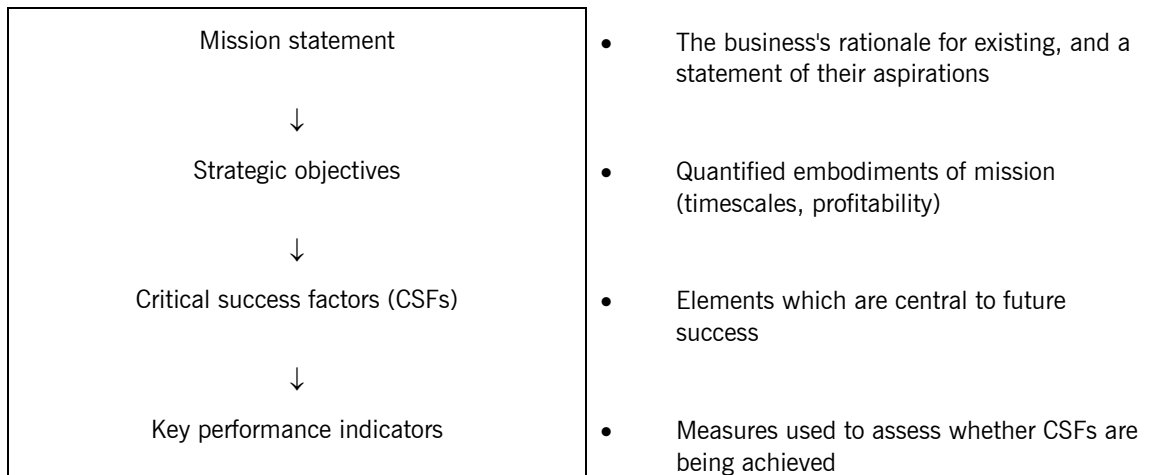 Mission statement
• The business's rationale for existing, and a
statement of their aspirations
↓
Strategic objectives
• Quantified embodiments of mission
(timescales, profitability)
↓
Critical success factors (CSFs)
• Elements which are central to future
success
↓
Key performance indicators
• Measures used to assess whether CSFs are
being achieved